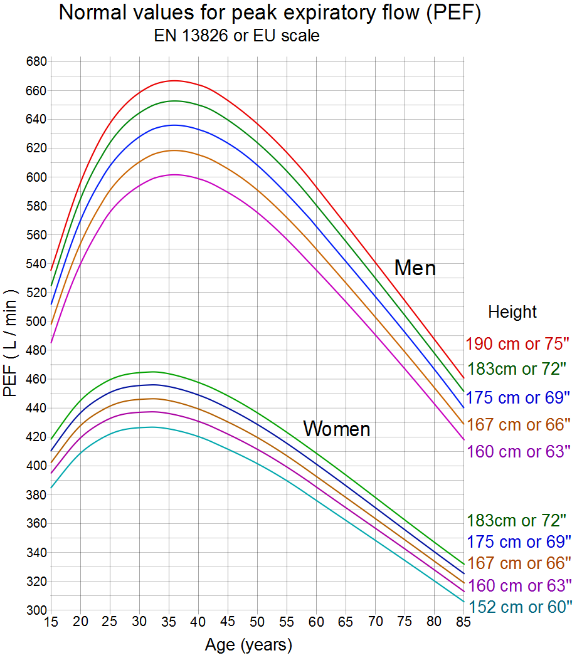 Normal values for peak expiratory flow (PEF)
EN 13826 or EU scale
PEF ( L / min )
680
660
640
620
600
580
560
540
520
500
480
460
440
420
400
380
360
340
320
300
Men
Women
Height
190 cm or 75"
183cm or 72"
175 cm or 69"
167 cm or 66"
160 cm or 63"
183cm or 72"
175 cm or 69"
167 cm or 66"
160 cm or 63"
152 cm or 60"
15 20 25 30 35 40 45 50 55 60 65 70 75 80 85
Age (years)